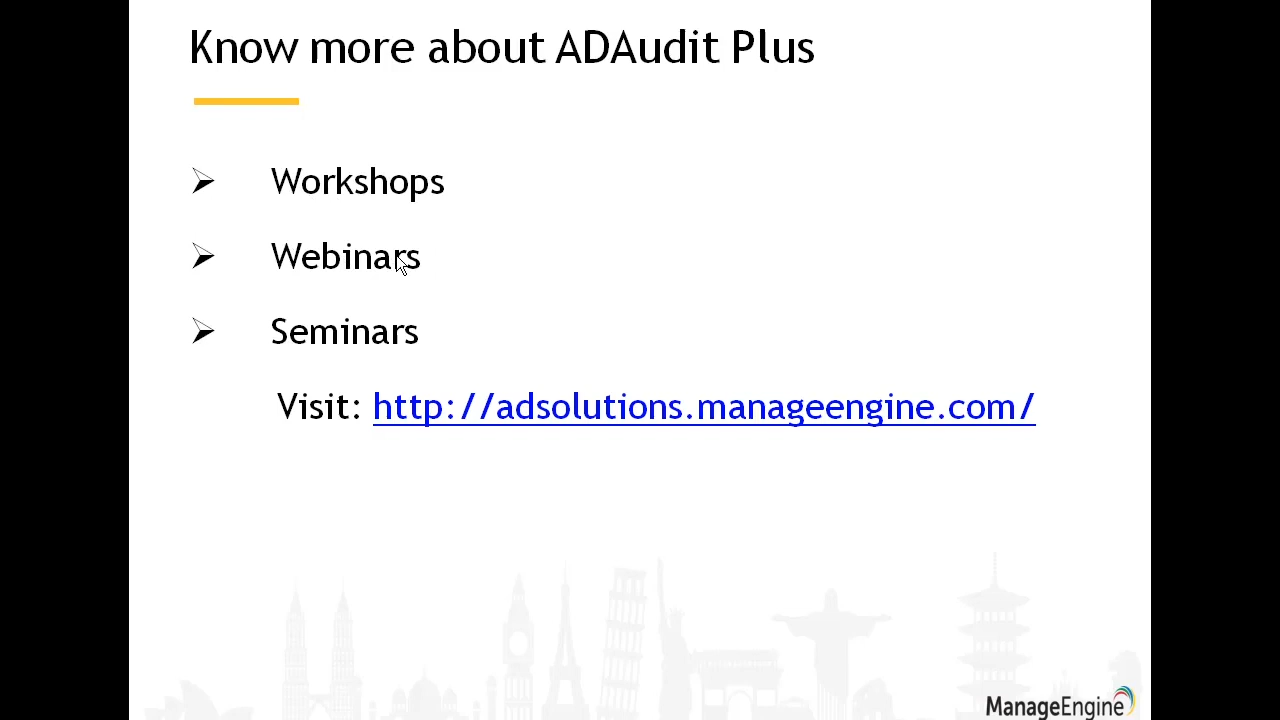 Know more about ADAudit Plus
Workshops
Webinars
Seminars
Visit: http://adsolutions.manageengine.com/
ManageEngine